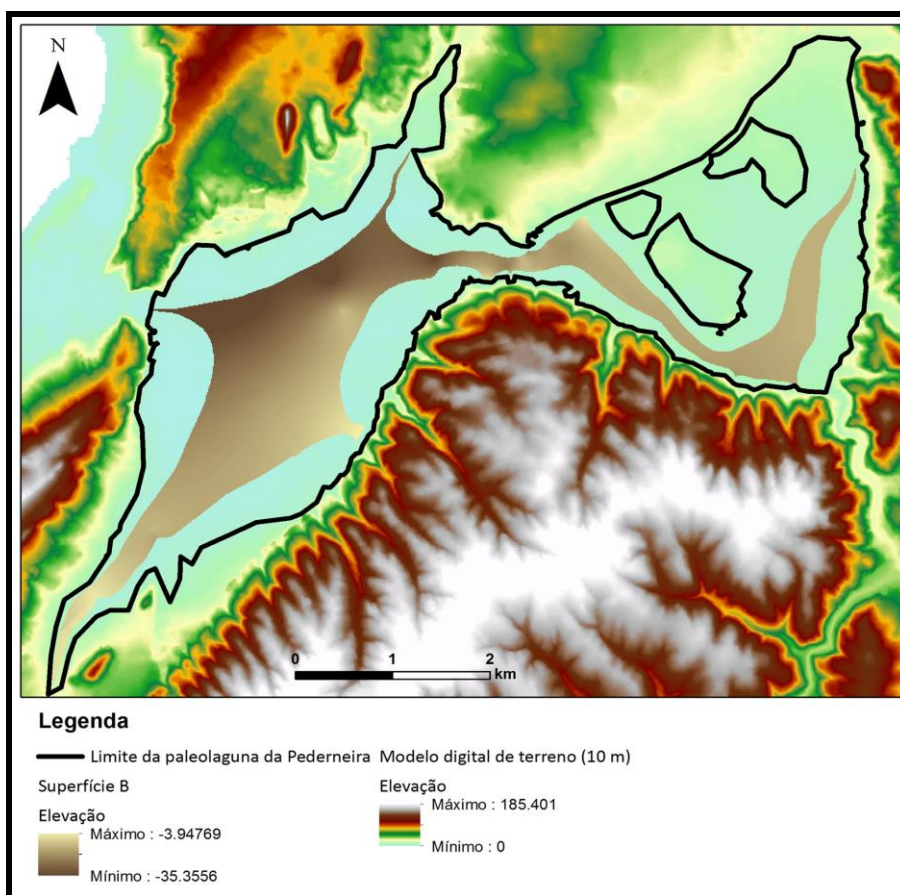 N
0 1 2
km
Legenda
Limite da paleolaguna da Pederneira Modelo digital de terreno (10 m)
Superfície B Elevação
Elevação Máximo : 185.401
Máximo : -3.94769 Mínimo : 0
Mínimo : -35.3556